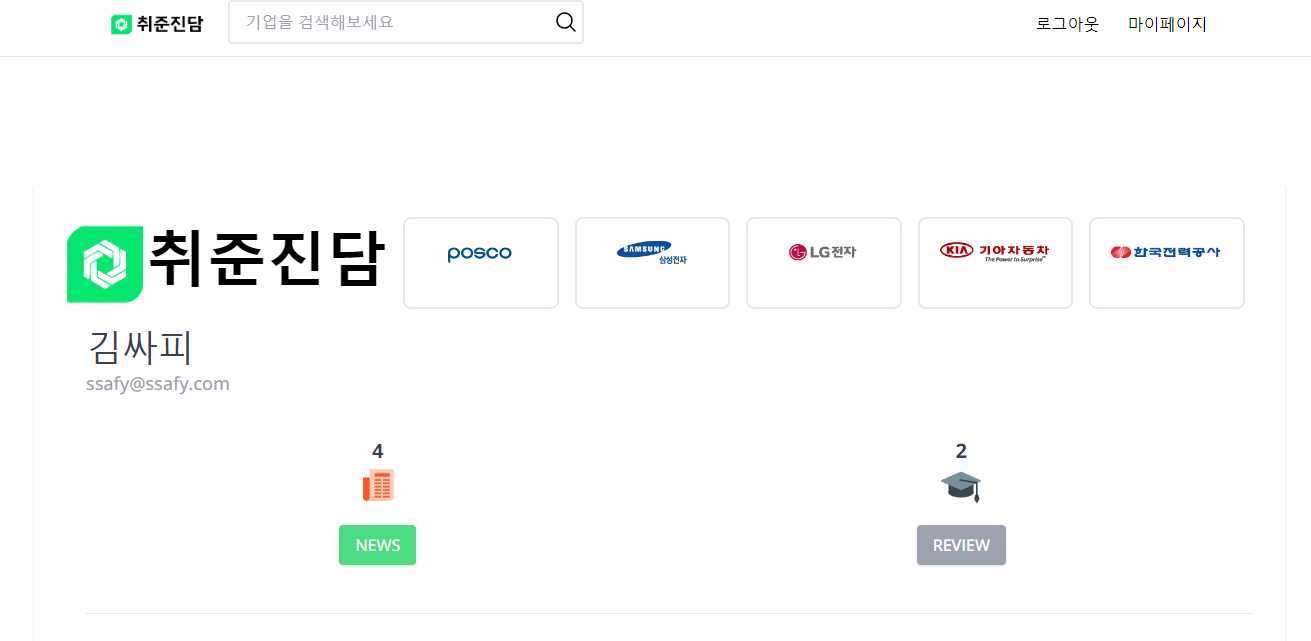 취준진담
기업을 검색해보세요
로그아웃 마이페이지
취준진담
posco
SAMSUNG
삼성전자
LG전자
KIA 기아자동차
The Power to Surprise™
한국전력공사
김싸피
ssafy@ssafy.com
4
2
NEWS
REVIEW